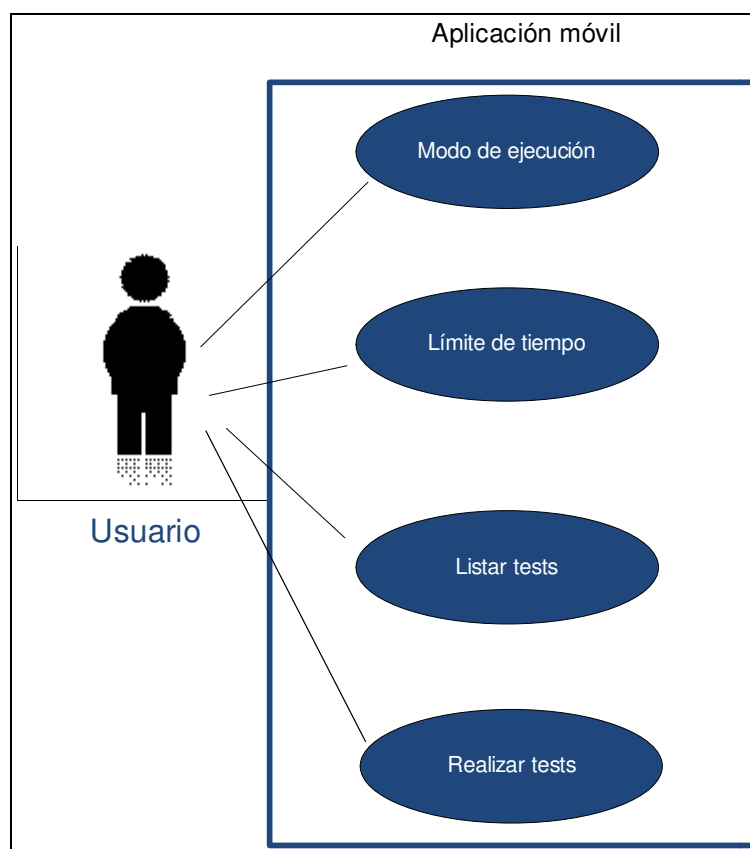 Aplicación móvil
Modo de ejecución
Límite de tiempo
Usuario
Listar tests
Realizar tests